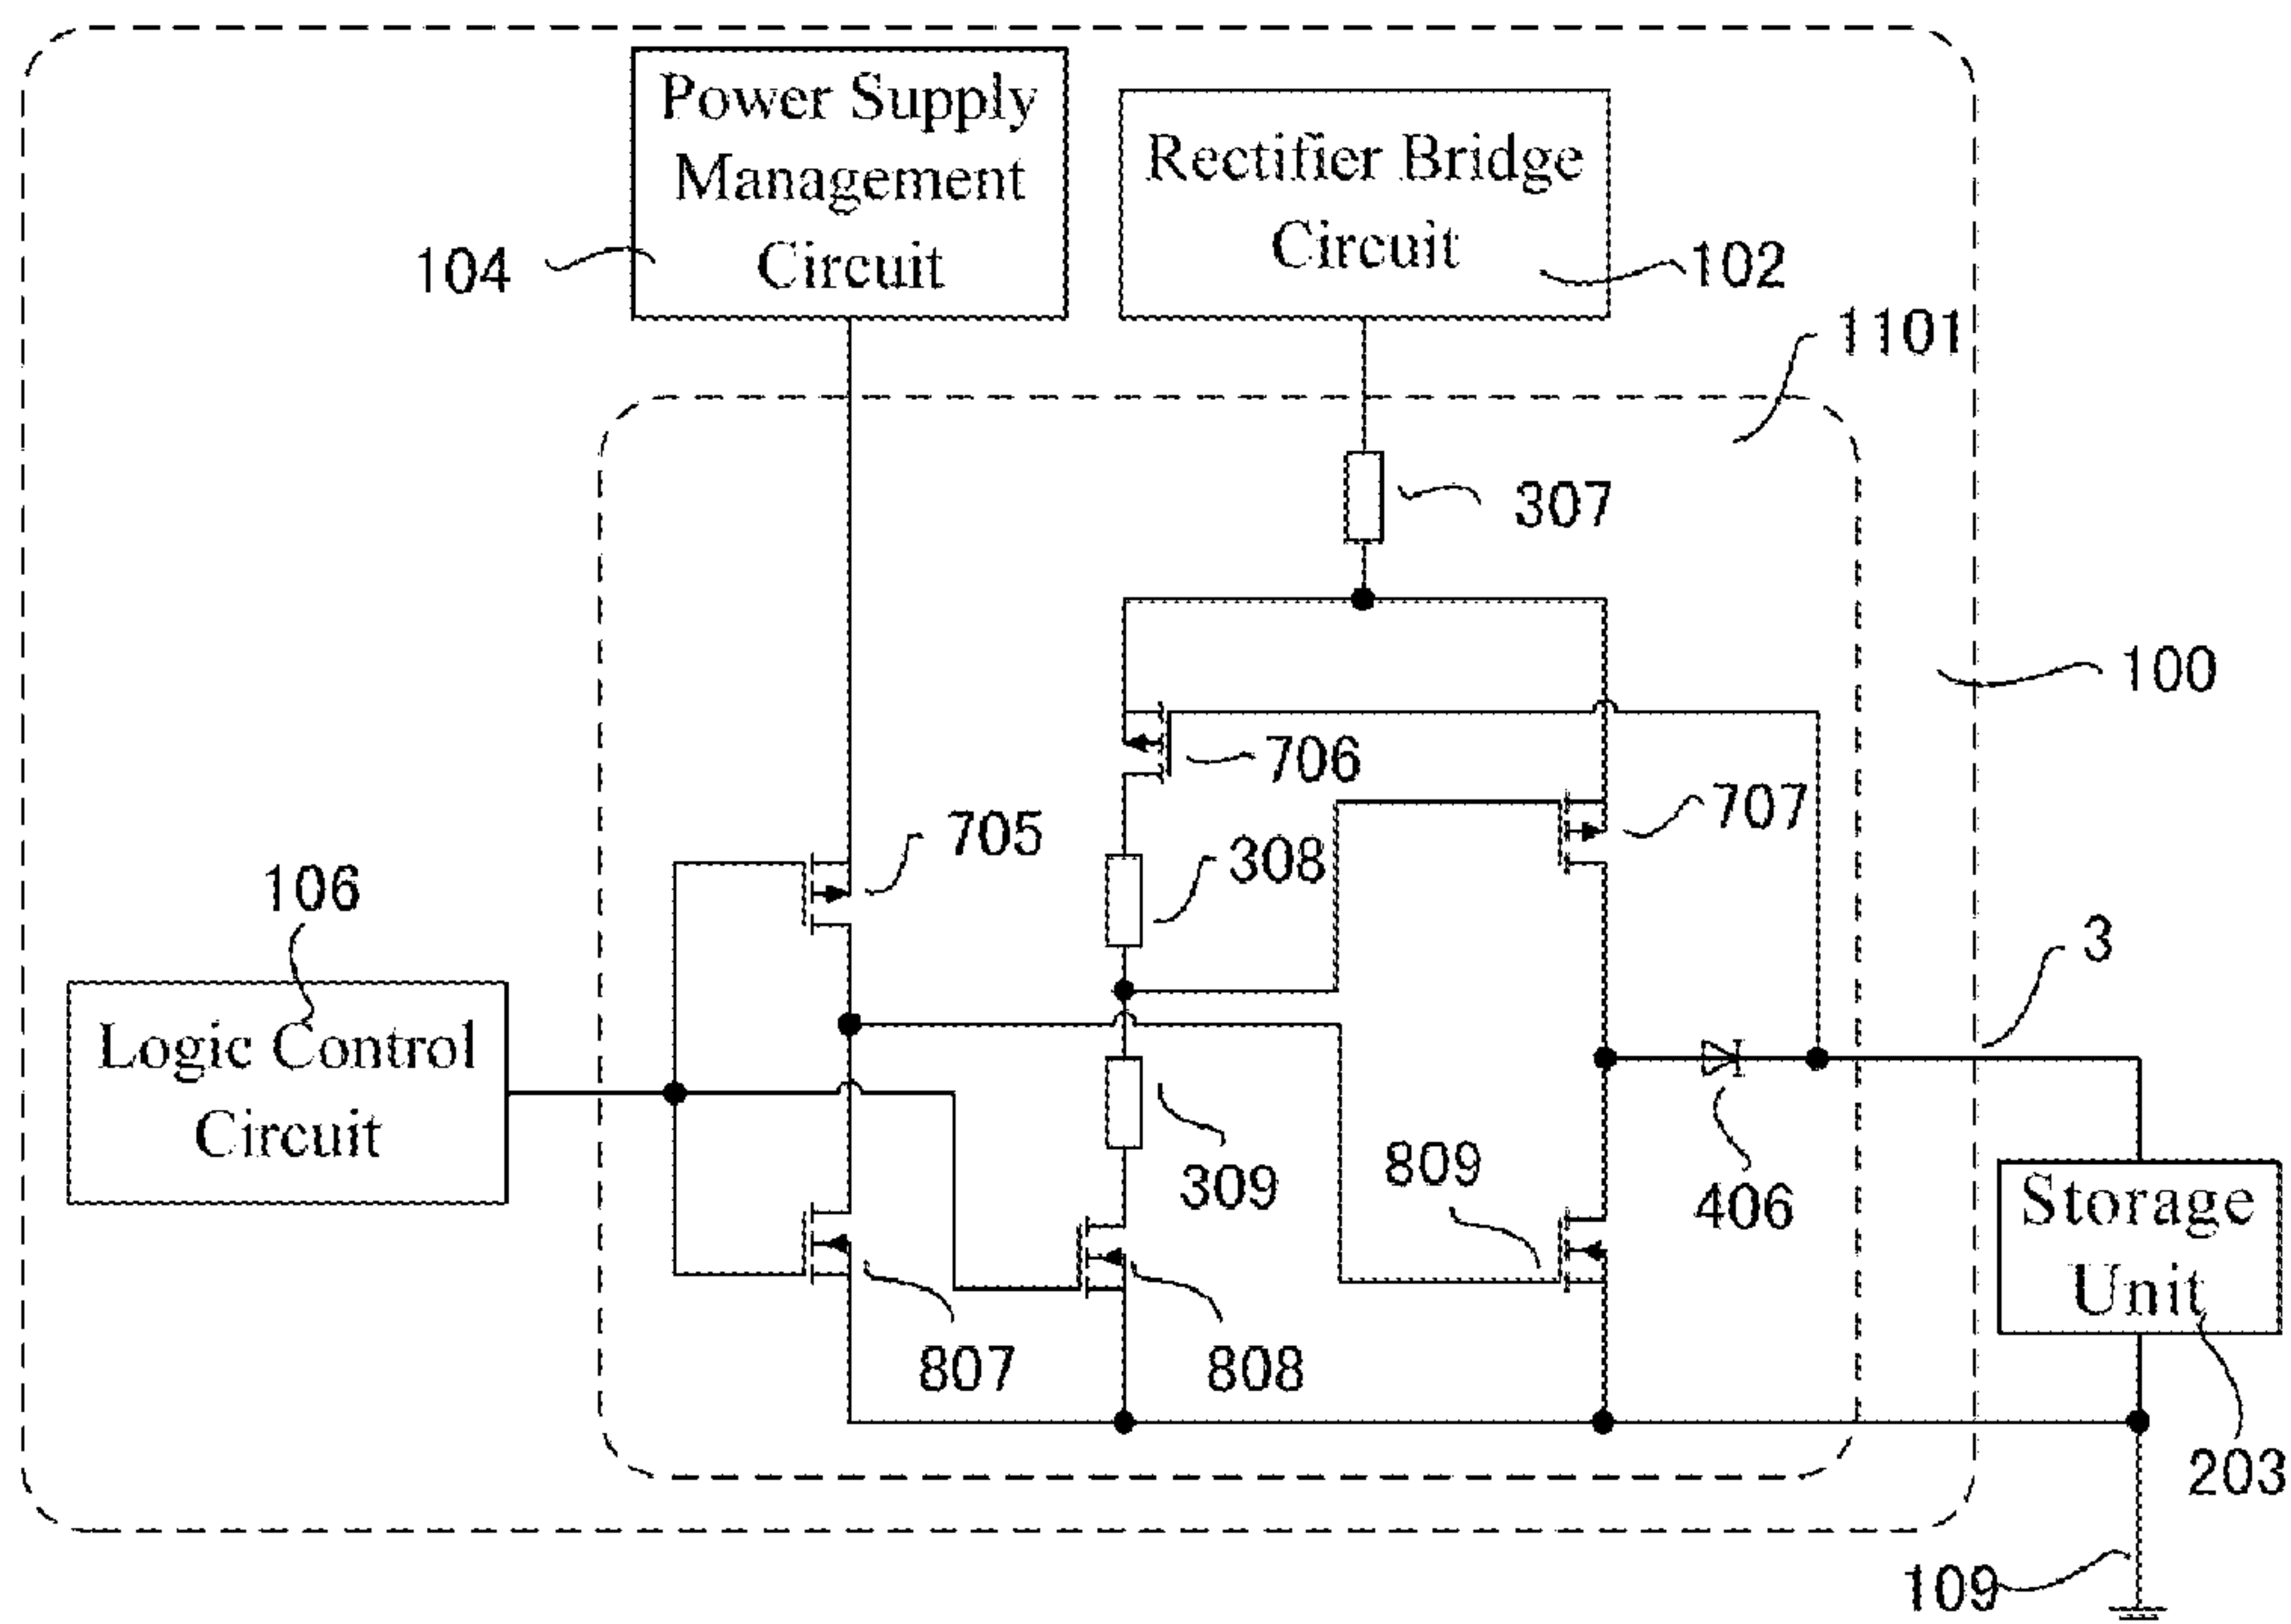 Power Supply
Management
Circuit
104
Rectifier Bridge
Circuit
102
1101
307
100
706
707
705
308
106
3
Logic Control
Circuit
309
809
406
Storage
Unit
807
808
203
109